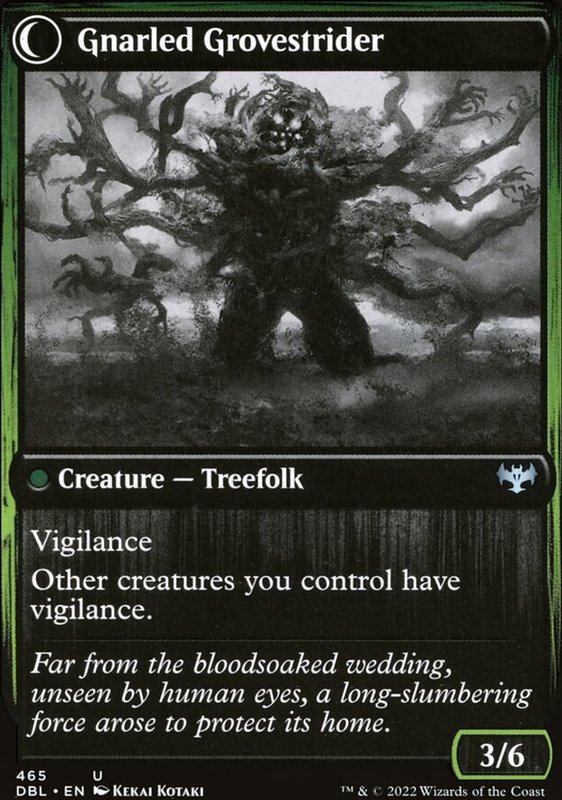 Gnarled Grovestrider
Creature — Treefolk
Vigilance
Other creatures you control have
vigilance.
Far from the bloodsoaked wedding,
unseen by human eyes, a long-slumbering
force arose to protect its home.
3/6
465 U
DBL • EN Kekai Kotaki
™ & © 2022 Wizards of the Coast